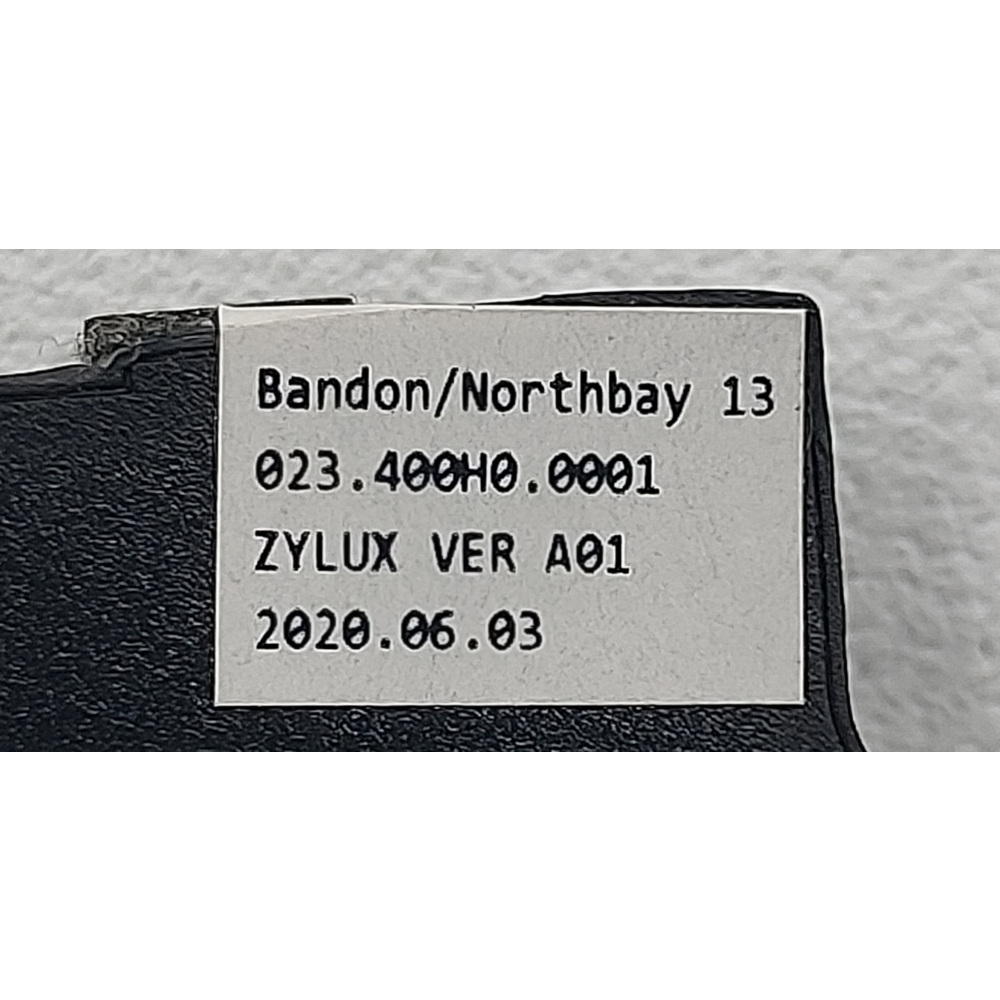 Bandon/Northbay 13
023.400H0.0001
ZYLUX VER A01
2020.06.03